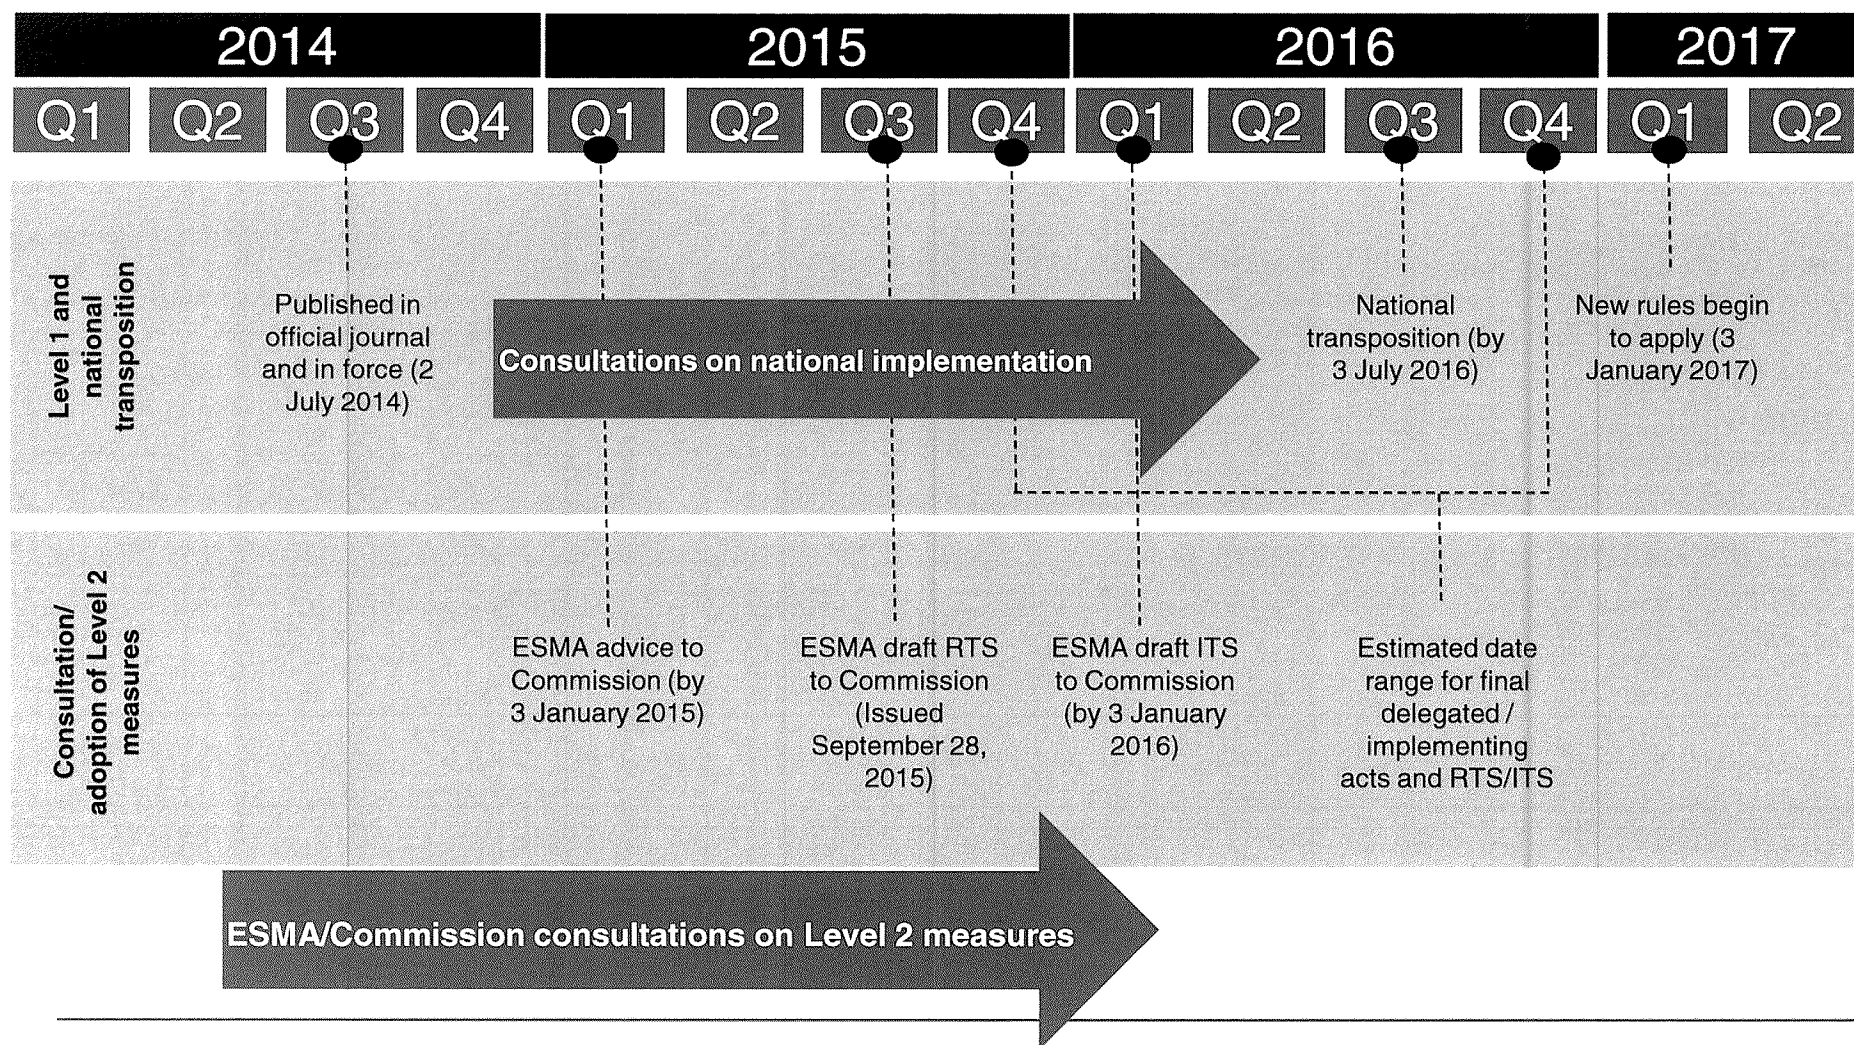 2014 2015 2016 2017
Q1 Q2 Q3 Q4 Q1 Q2 Q3 Q4 Q1 Q2 Q3 Q4 Q1 Q2
Level 1 and
national
transposition
Published in
official journal
and in force (2
July 2014)
Consultations on national implementation
National
transposition (by
3 July 2016)
New rules begin
to apply (3
January 2017)
Consultation/
adoption of Level 2
measures
ESMA advice to
Commission (by
3 January 2015)
ESMA draft RTS
to Commission
(Issued
September 28,
2015)
ESMA draft ITS
to Commission
(by 3 January
2016)
Estimated date
range for final
delegated /
implementing
acts and RTS/ITS
ESMA/Commission consultations on Level 2 measures